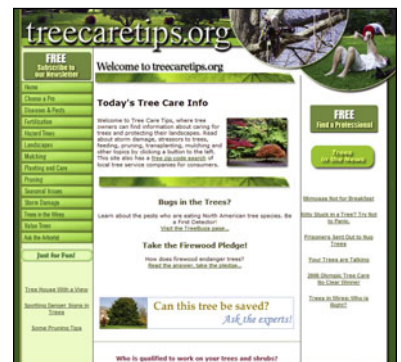 treecaretips.org
FREE
Subscribe to
our Newsletter
Home
Choose a Pro
Diseases & Pests
Fertilization
Hazard Trees
Landscapes
Mulching
Planting and Care
Pruning
Seasonal Issues
Storm Damage
Trees in the News
Value Trees
Ask the Arborist
Just for Fun!
Tree House With a View
Spotting Danger Signs in
Trees
Some Pruning Tips
Welcome to treecaretips.org
Today's Tree Care Info
Welcome to Tree Care Tips, where tree
owners can find information about caring for
trees and protecting their landscapes. Read
about storm damage, stressors to trees,
feeding, pruning, transplanting, mulching and
other topics by clicking a button to the left.
This site also has a free zip code search of
local tree service companies for consumers.
Bugs in the Trees?
Learn about the pests who are eating North American tree species. Be
a First Detector!
Visit the TreeBugs page...
Take the Firewood Pledge!
How does firewood endanger trees?
Read the answer, take the pledge...
Can this tree be saved?
Ask the experts!
Who is qualified to work on your trees and shrubs?
FREE
Find a Professional
Trees
in the News
Mimosas Not for Breakfast
Kitty Stuck in a Tree? Try Not
to Panic.
Prisoners Sent Out to Hug
Trees
Your Trees are Talking
2008 Olympic Tree Care
No Clear Winner
Trees in Wires: Who is
Right?